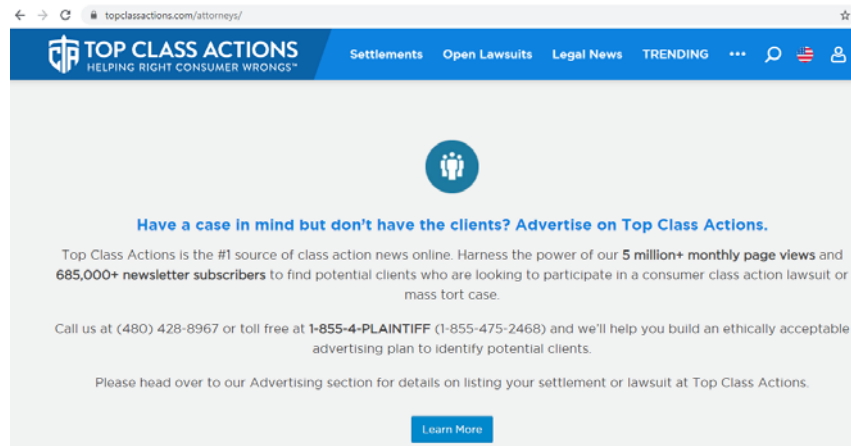 topclassactions.com/attorneys/
TOP CLASS ACTIONS
HELPING RIGHT CONSUMER WRONGS™
Settlements Open Lawsuits Legal News TRENDING •••
Have a case in mind but don't have the clients? Advertise on Top Class Actions.
Top Class Actions is the #1 source of class action news online. Harness the power of our 5 million+ monthly page views and
685,000+ newsletter subscribers to find potential clients who are looking to participate in a consumer class action lawsuit or
mass tort case.
Call us at (480) 428-8967 or toll free at 1-855-4-PLAINTIFF (1-855-475-2468) and we'll help you build an ethically acceptable
advertising plan to identify potential clients.
Please head over to our Advertising section for details on listing your settlement or lawsuit at Top Class Actions.
Learn More